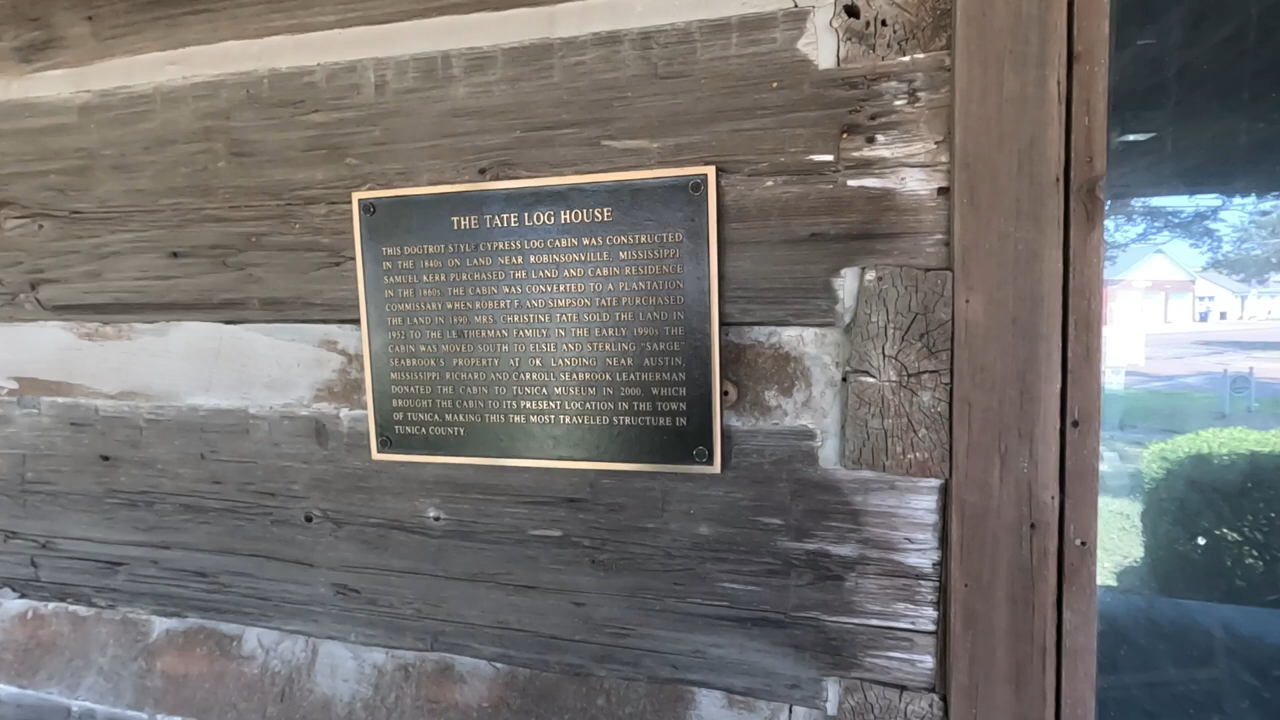 THE TATE LOG HOUSE
THIS DOGTROT STYLE CYPRESS LOG CABIN WAS CONSTRUCTED
IN THE 1840s ON LAND NEAR ROBINSONVILLE, MISSISSIPPI.
SAMUEL KERR PURCHASED THE LAND AND CABIN RESIDENCE
IN THE 1860s. THE CABIN WAS CONVERTED TO A PLANTATION
COMMISSARY WHEN ROBERT F. AND SIMPSON TATE PURCHASED
THE LAND IN 1890. MRS. CHRISTINE TATE SOLD THE LAND IN
1952 TO THE LEATHERMAN FAMILY. IN THE EARLY 1990s THE
CABIN WAS MOVED SOUTH TO ELSIE AND STERLING "SARGE"
SEABROOK'S PROPERTY AT OK LANDING NEAR AUSTIN,
MISSISSIPPI. RICHARD AND CARROLL SEABROOK LEATHERMAN
DONATED THE CABIN TO TUNICA MUSEUM IN 2000, WHICH
BROUGHT THE CABIN TO ITS PRESENT LOCATION IN THE TOWN
OF TUNICA, MAKING THIS THE MOST TRAVELED STRUCTURE IN
TUNICA COUNTY.